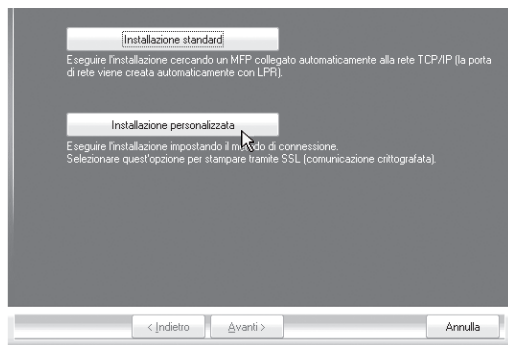 Installazione standard
Eseguire l'installazione cercando un MFP collegato automaticamente alla rete TCP/IP (la porta
di rete viene creata automaticamente con LPR).
Installazione personalizzata
Eseguire l'installazione impostando il metodo di connessione.
Selezionare quest'opzione per stampare tramite SSL (comunicazione crittografata).
< Indietro
Avanti >
Annulla